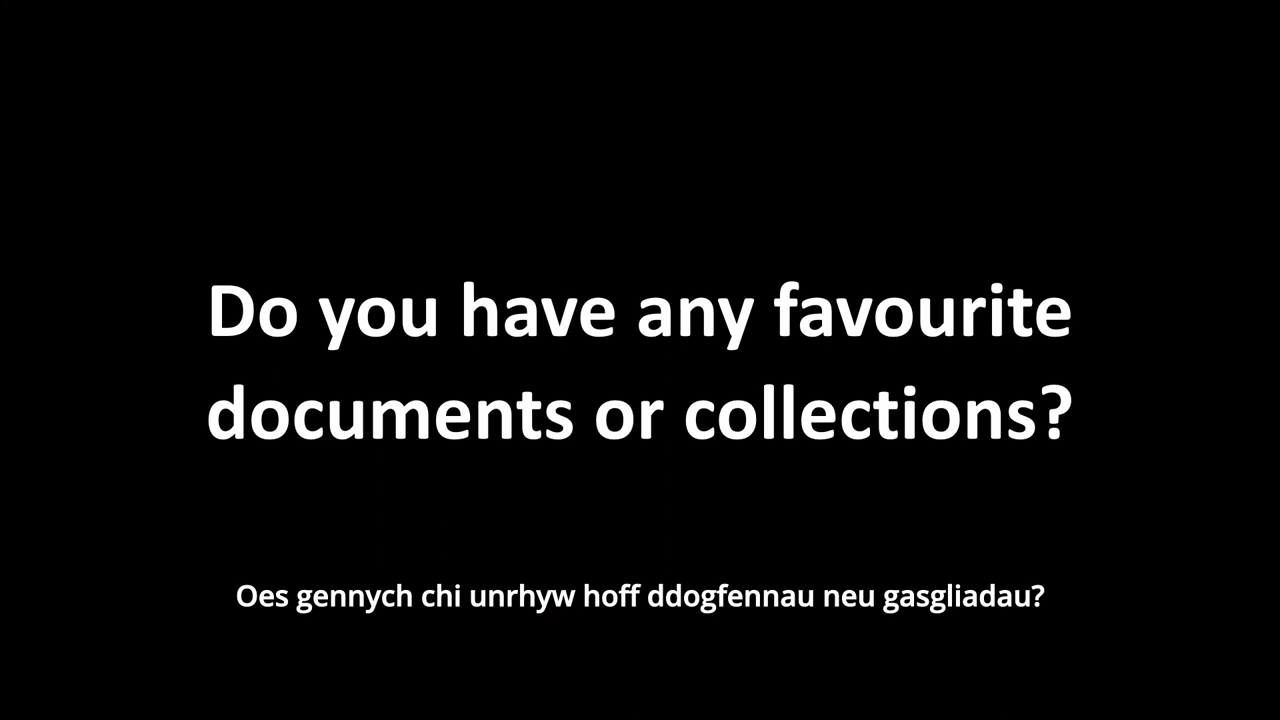 Do you have any favourite
documents or collections?
Oes gennych chi unrhyw hoff ddogfennau neu gasgliadau?